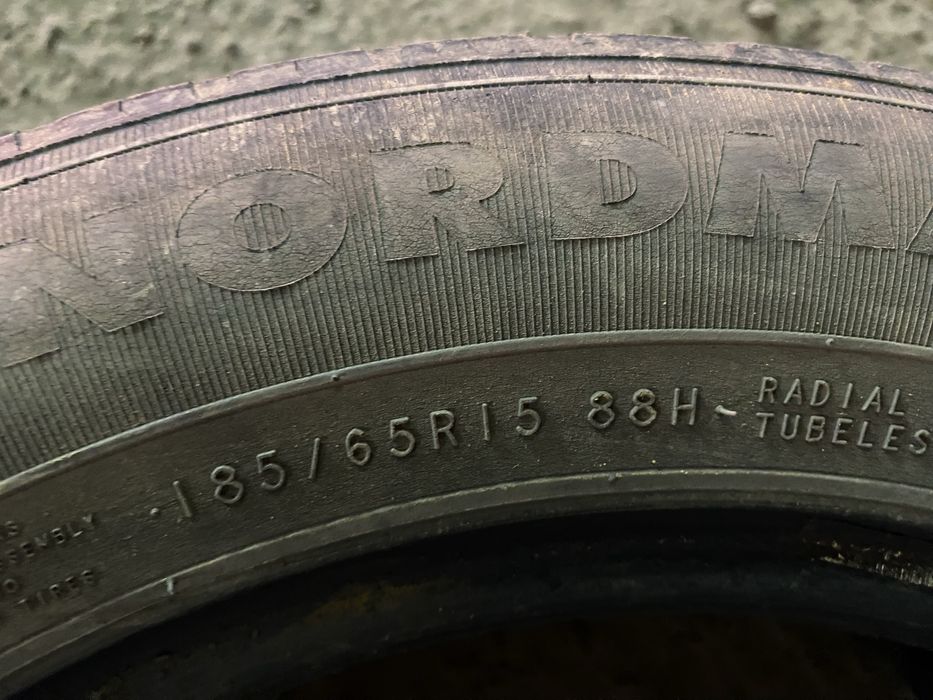 NORDMA
185/65R15 88H
RADIAL
TUBELES